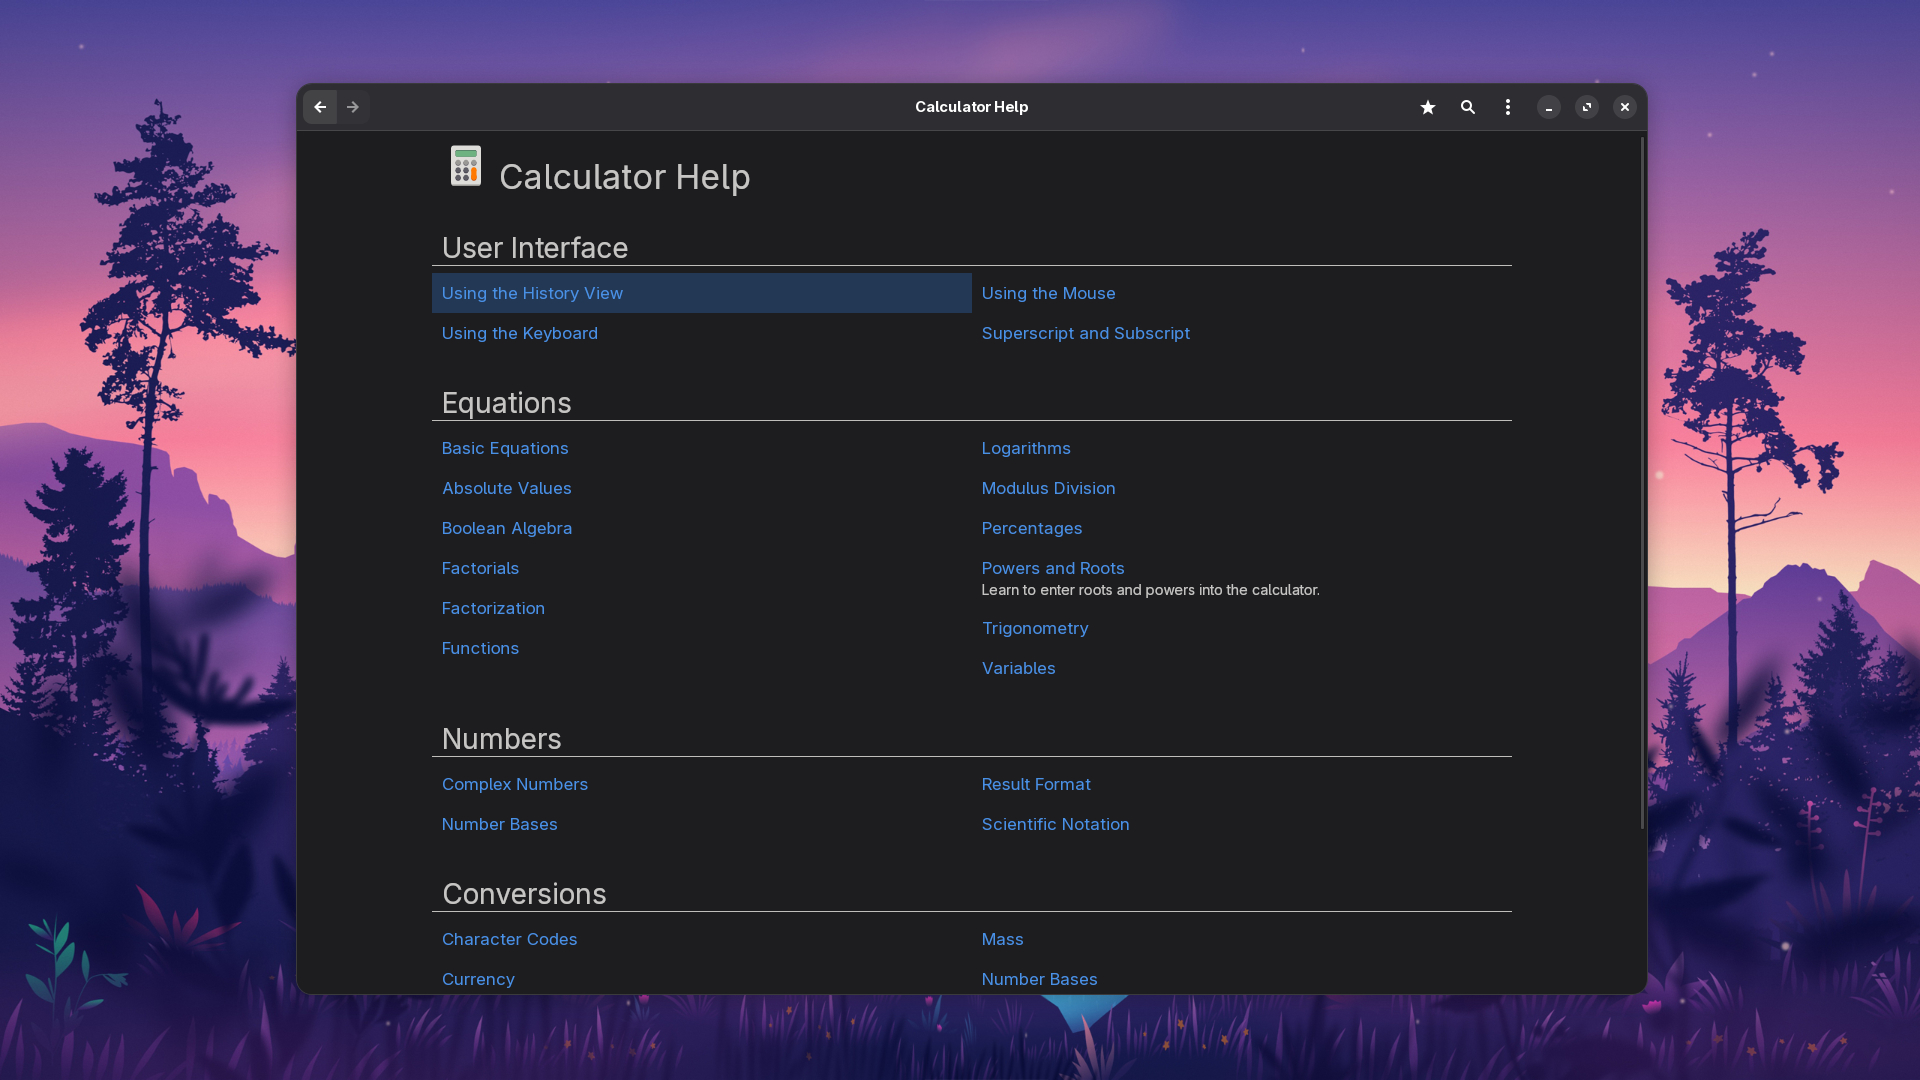 Calculator Help
Calculator Help
User Interface
Using the History View
Using the Keyboard
Using the Mouse
Superscript and Subscript
Equations
Basic Equations
Absolute Values
Boolean Algebra
Factorials
Factorization
Functions
Logarithms
Modulus Division
Percentages
Powers and Roots
Learn to enter roots and powers into the calculator.
Trigonometry
Variables
Numbers
Complex Numbers
Number Bases
Result Format
Scientific Notation
Conversions
Character Codes
Currency
Mass
Number Bases